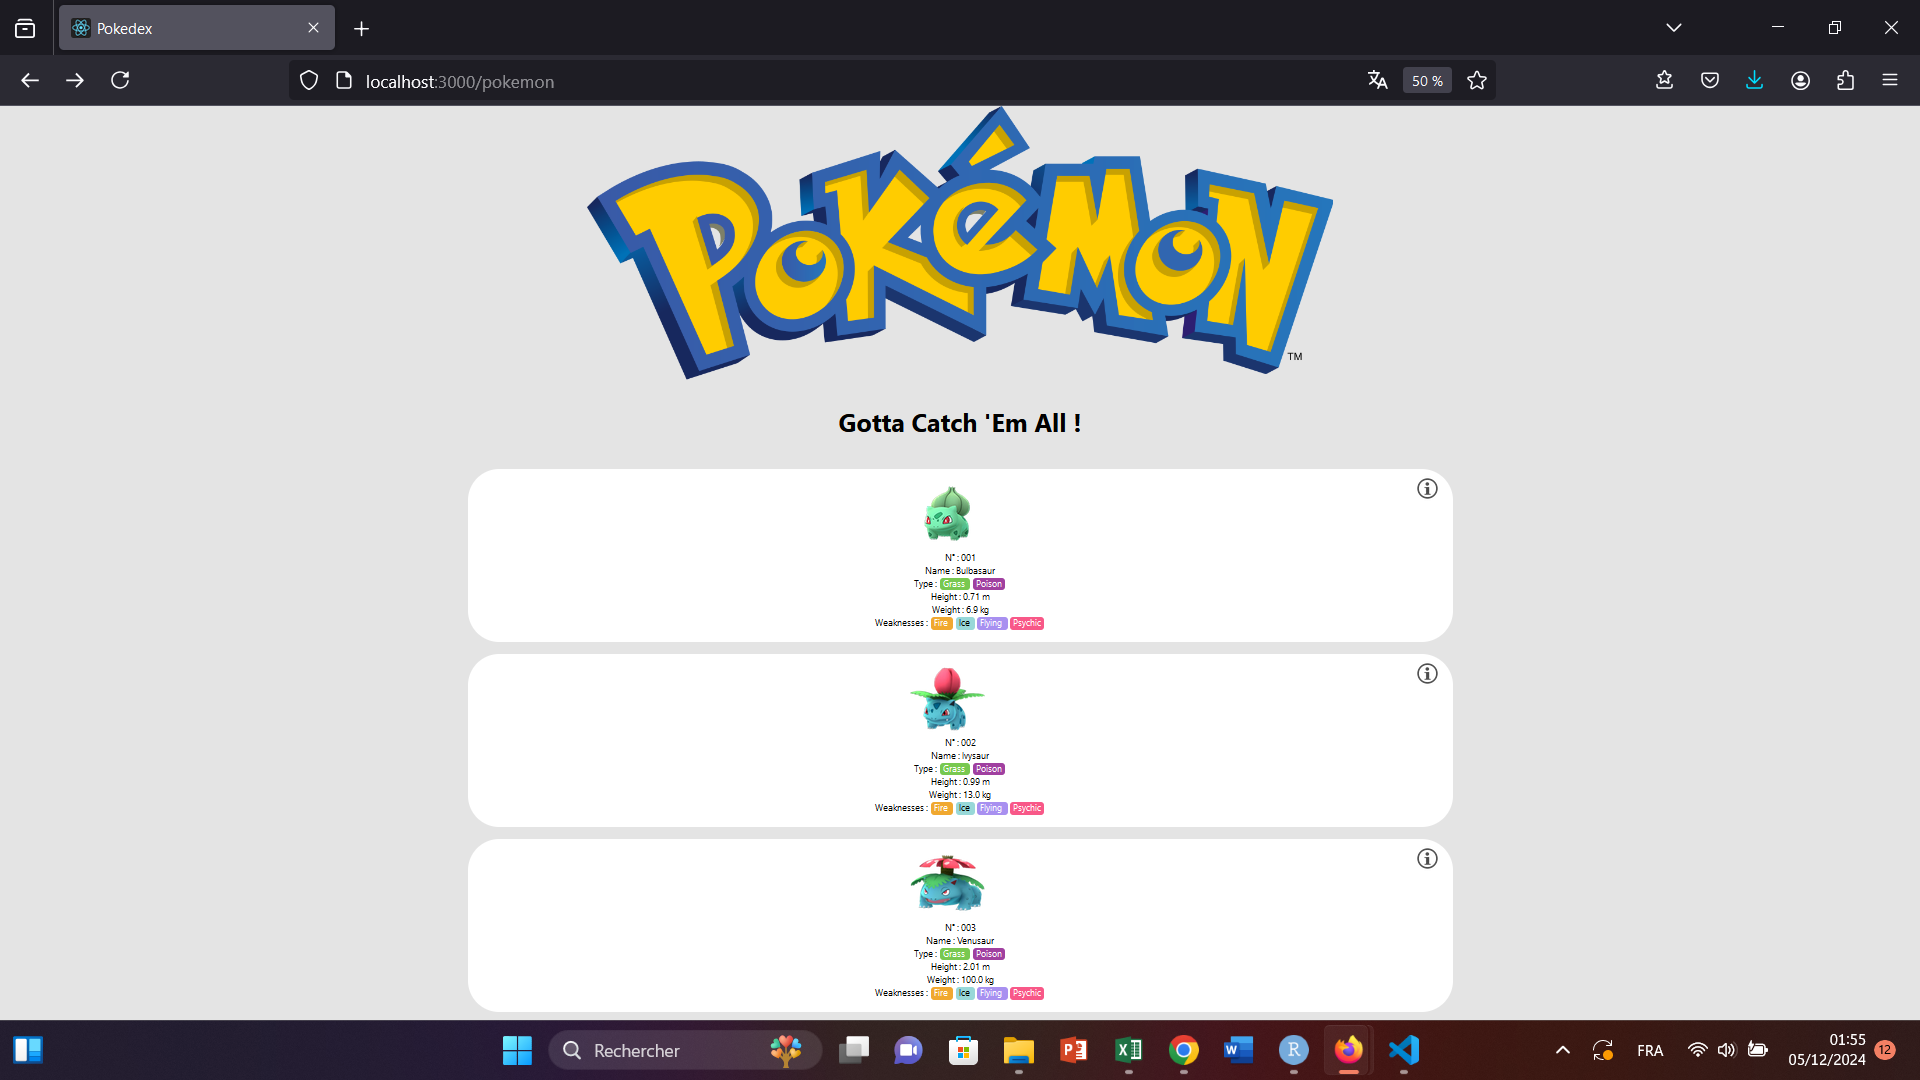 Pokedex
localhost:3000/pokemon
50 %
POKéMON
TM
Gotta Catch 'Em All !
N° : 001
Name : Bulbasaur
Type : Grass Poison
Height : 0.71 m
Weight : 6.9 kg
Weaknesses : Fire Ice Flying Psychic
N° : 002
Name : Ivysaur
Type : Grass Poison
Height : 0.99 m
Weight : 13.0 kg
Weaknesses : Fire Ice Flying Psychic
N° : 003
Name : Venusaur
Type : Grass Poison
Height : 2.01 m
Weight : 100.0 kg
Weaknesses : Fire Ice Flying Psychic
Rechercher
FRA
01:55
05/12/2024
12